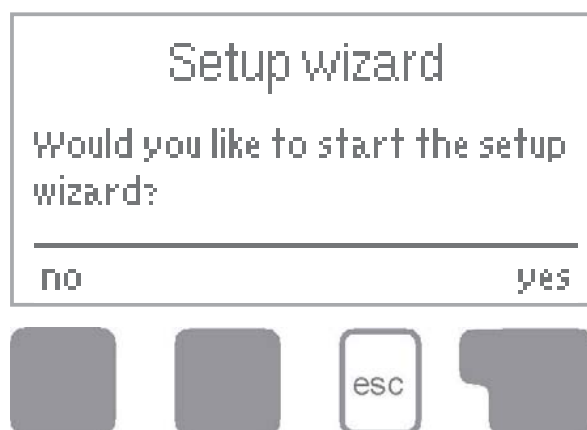 Setup wizard
Would you like to start the setup
wizard?
no yes
esc